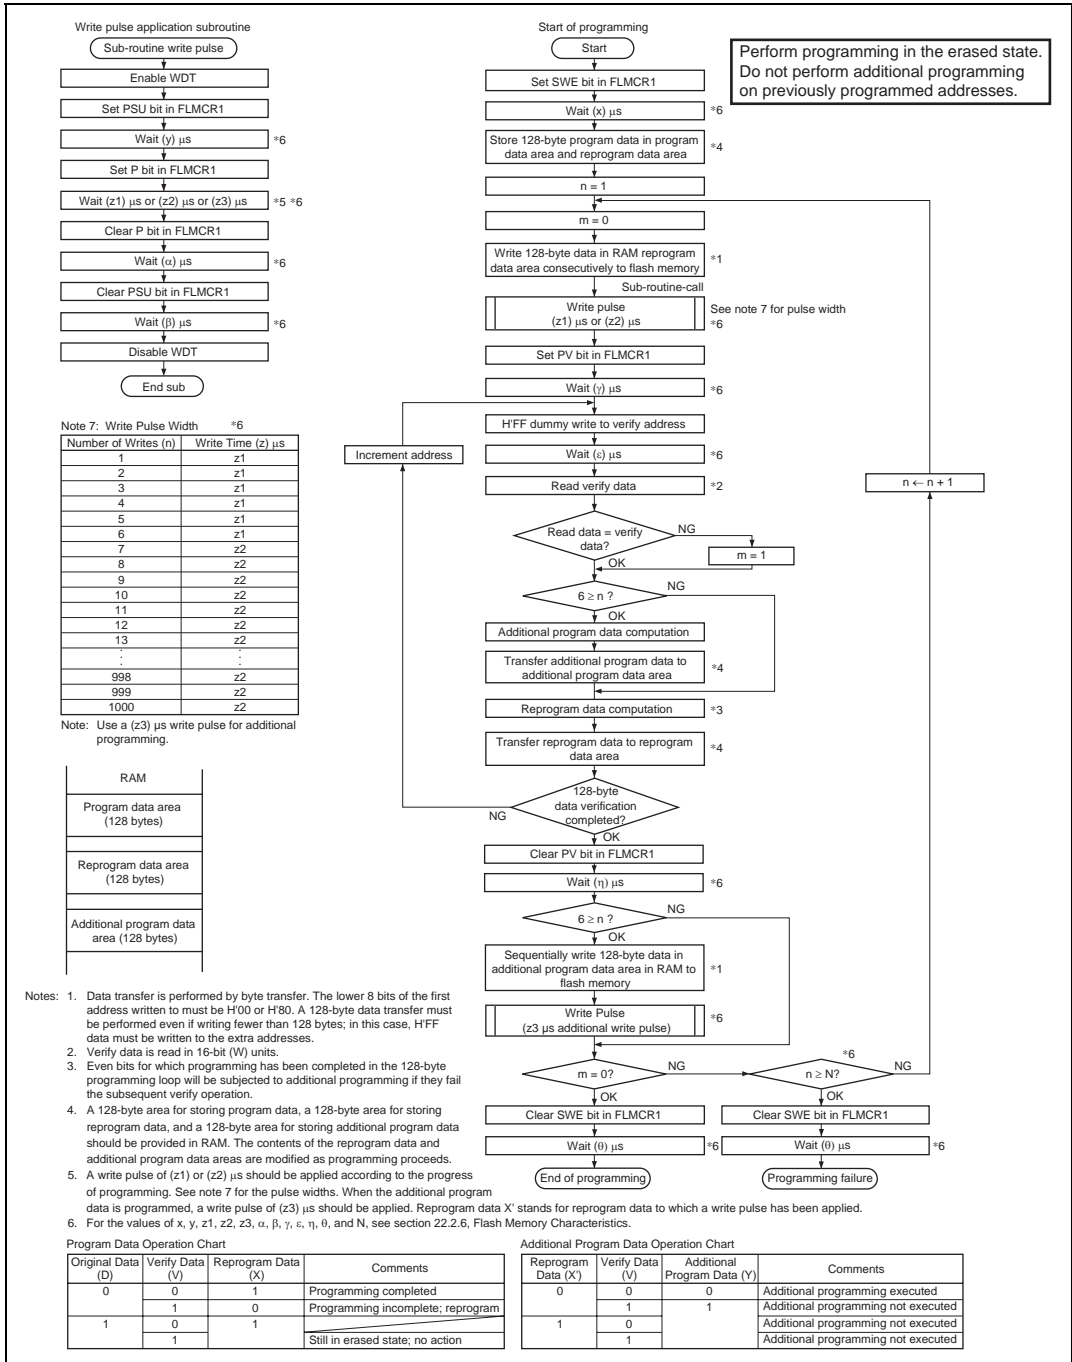 Write pulse application subroutine
Sub-routine write pulse
Enable WDT
Set PSU bit in FLMCR1
Wait (y) μs *6
Set P bit in FLMCR1
Wait (z1) μs or (z2) μs or (z3) μs *5 *6
Clear P bit in FLMCR1
Wait (α) μs *6
Clear PSU bit in FLMCR1
Wait (β) μs *6
Disable WDT
End sub
Note 7: Write Pulse Width *6
Number of Writes (n) Write Time (z) μs
1 z1
2 z1
3 z1
4 z1
5 z1
6 z1
7 z2
8 z2
9 z2
10 z2
11 z2
12 z2
13 z2
⋮ ⋮
998 z2
999 z2
1000 z2
Note: Use a (z3) μs write pulse for additional
programming.
RAM
Program data area
(128 bytes)
Reprogram data area
(128 bytes)
Additional program data
area (128 bytes)
Start of programming
Start
Set SWE bit in FLMCR1
Wait (x) μs *6
Store 128-byte program data in program
data area and reprogram data area *4
n = 1
m = 0
Write 128-byte data in RAM reprogram
data area consecutively to flash memory *1
Sub-routine-call
Write pulse
(z1) μs or (z2) μs
See note 7 for pulse width
*6
Set PV bit in FLMCR1
Wait (γ) μs *6
H'FF dummy write to verify address
Wait (ε) μs *6
Read verify data *2
Increment address
n ← n + 1
Read data = verify
data?
NG
m = 1
OK
6 ≥ n ?
NG
OK
Additional program data computation
Transfer additional program data to
additional program data area *4
Reprogram data computation *3
Transfer reprogram data to reprogram
data area *4
128-byte
data verification
completed?
NG
OK
Clear PV bit in FLMCR1
Wait (η) μs *6
6 ≥ n ?
NG
OK
Sequentially write 128-byte data in
additional program data area in RAM to
flash memory *1
Write Pulse
(z3 μs additional write pulse) *6
m = 0?
NG
*6
n ≥ N?
NG
OK
OK
Clear SWE bit in FLMCR1
Clear SWE bit in FLMCR1
Wait (θ) μs *6
Wait (θ) μs *6
End of programming
Programming failure
Perform programming in the erased state.
Do not perform additional programming
on previously programmed addresses.
Notes: 1. Data transfer is performed by byte transfer. The lower 8 bits of the first
address written to must be H'00 or H'80. A 128-byte data transfer must
be performed even if writing fewer than 128 bytes; in this case, H'FF
data must be written to the extra addresses.
2. Verify data is read in 16-bit (W) units.
3. Even bits for which programming has been completed in the 128-byte
programming loop will be subjected to additional programming if they fail
the subsequent verify operation.
4. A 128-byte area for storing program data, a 128-byte area for storing
reprogram data, and a 128-byte area for storing additional program data
should be provided in RAM. The contents of the reprogram data and
additional program data areas are modified as programming proceeds.
5. A write pulse of (z1) or (z2) μs should be applied according to the progress
of programming. See note 7 for the pulse widths. When the additional program
data is programmed, a write pulse of (z3) μs should be applied. Reprogram data X' stands for reprogram data to which a write pulse has been applied.
6. For the values of x, y, z1, z2, z3, α, β, γ, ε, η, θ, and N, see section 22.2.6, Flash Memory Characteristics.
Program Data Operation Chart
Original Data (D) Verify Data (V) Reprogram Data (X) Comments
0 0 1 Programming completed
1 0 Programming incomplete; reprogram
1 0 1
1 Still in erased state; no action
Additional Program Data Operation Chart
Reprogram Data (X') Verify Data (V) Additional Program Data (Y) Comments
0 0 0 Additional programming executed
1 1 Additional programming not executed
1 0 Additional programming not executed
1 Additional programming not executed